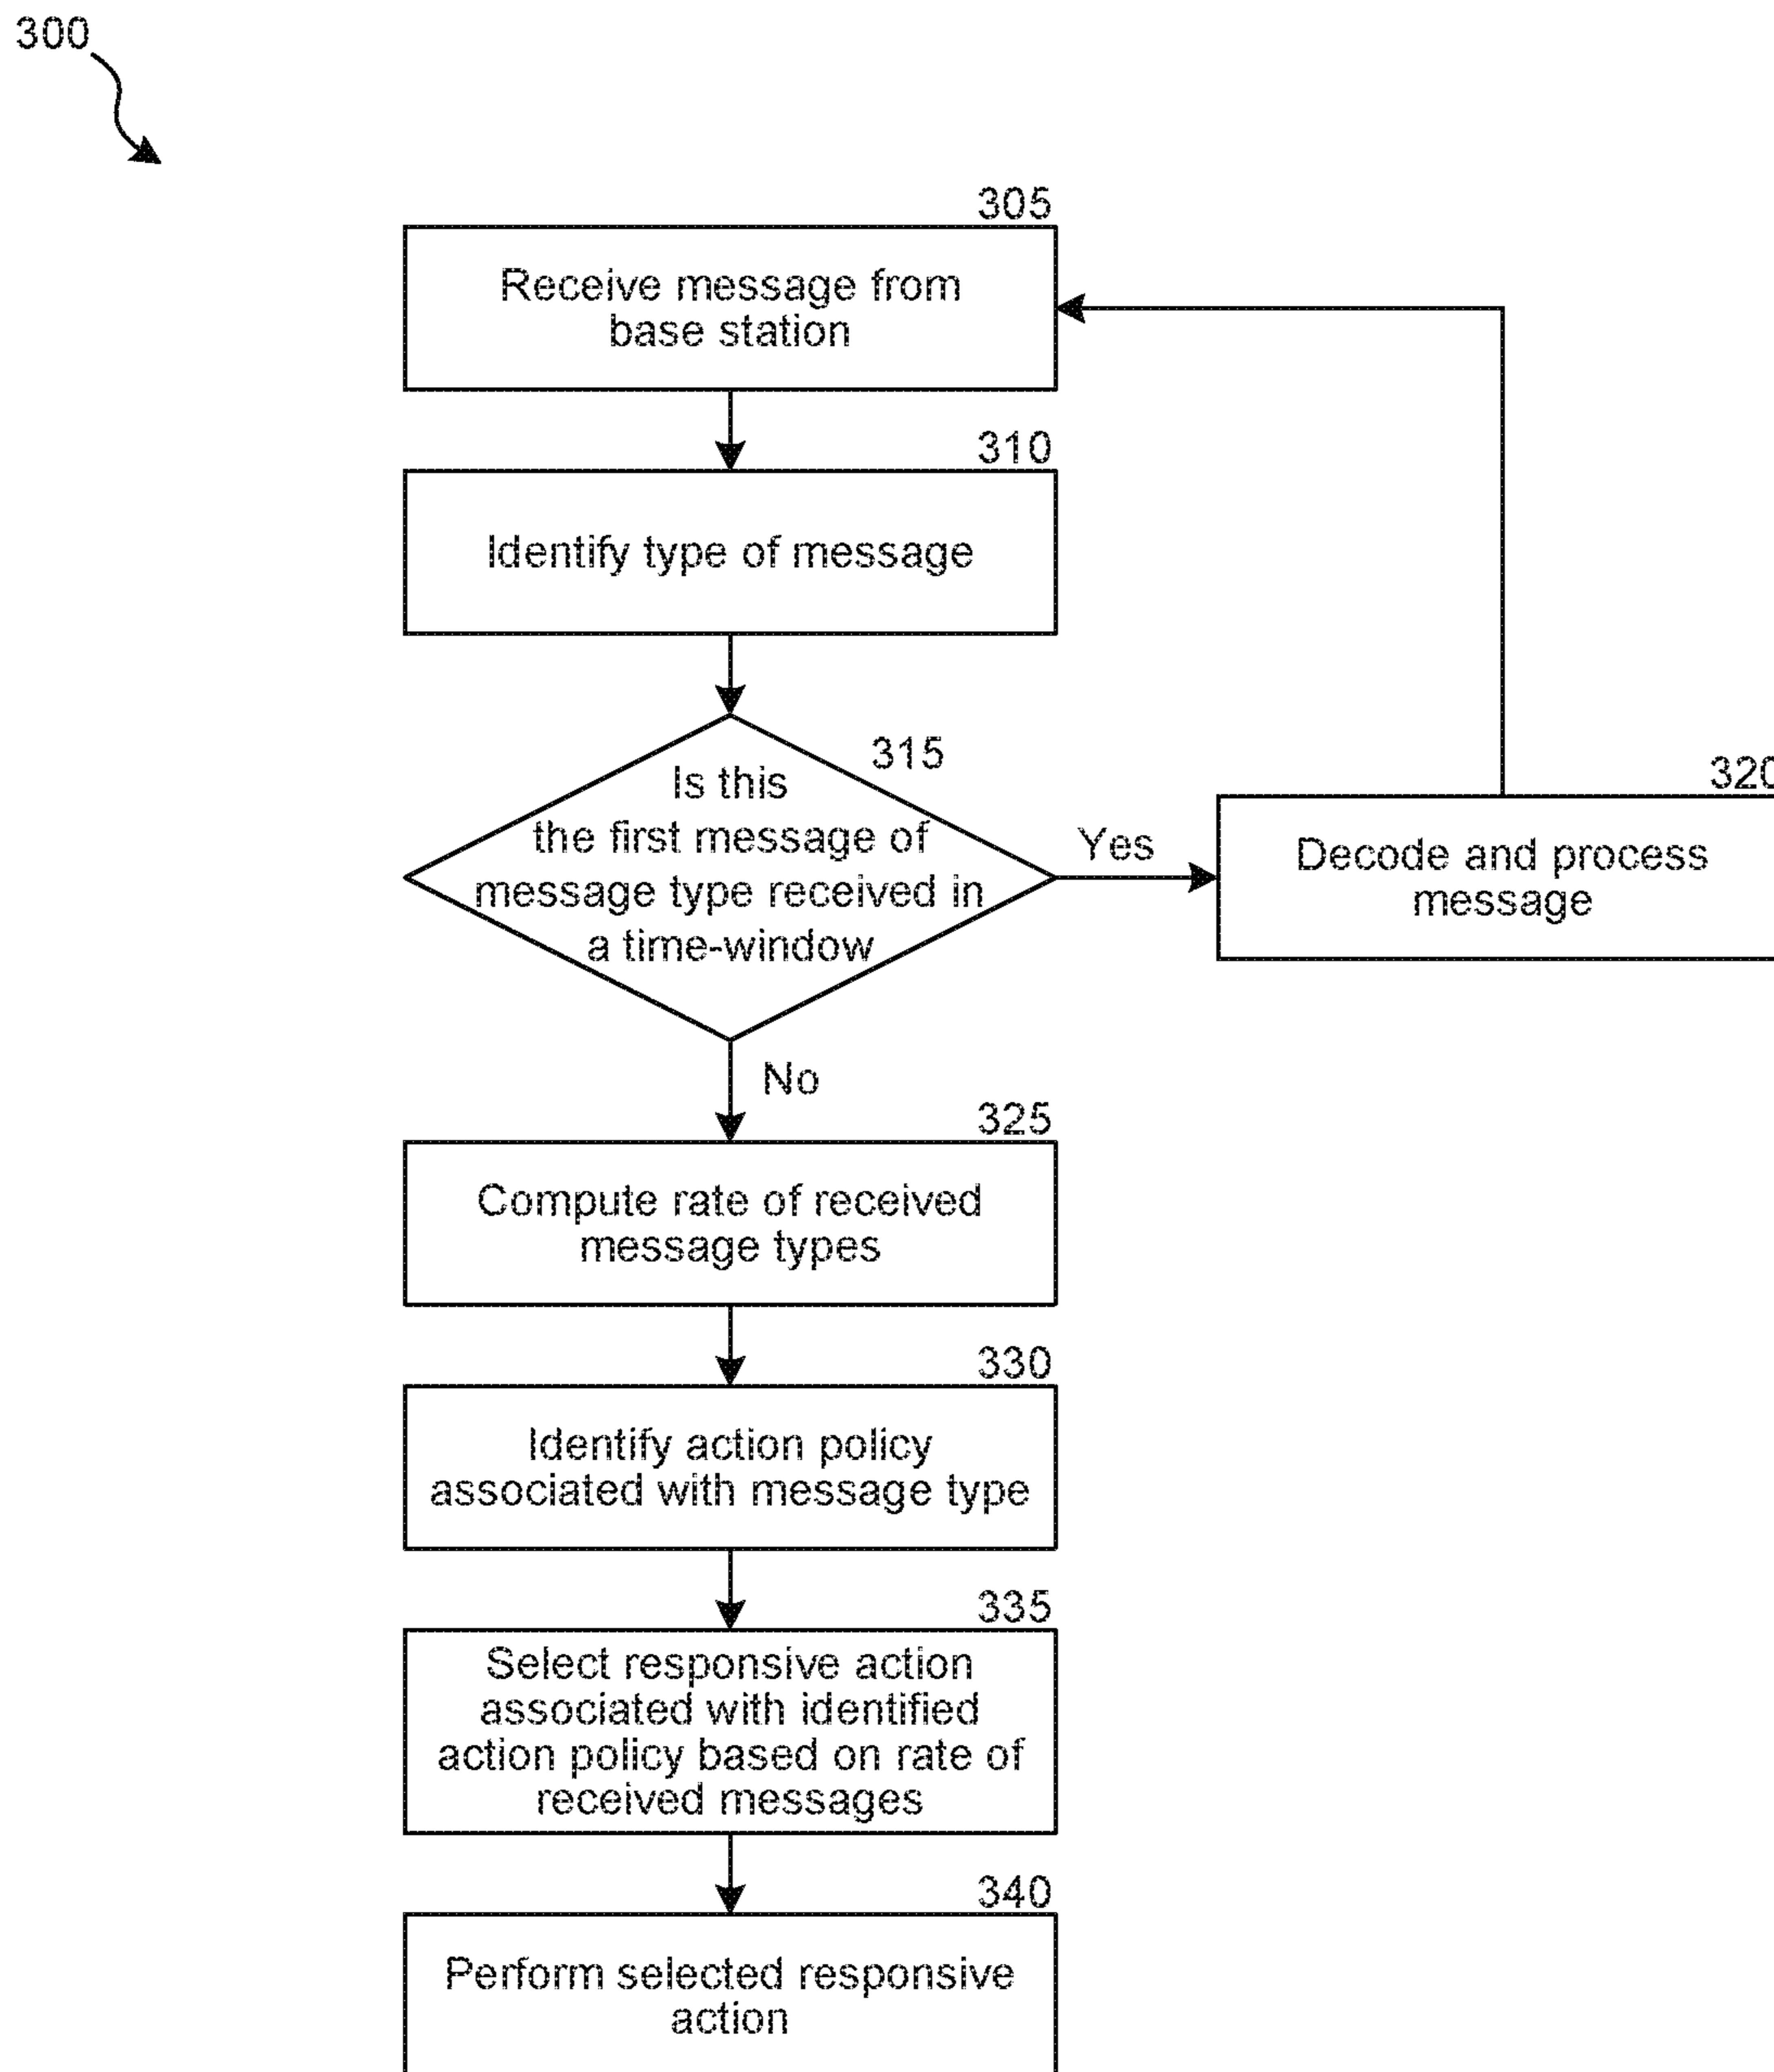 300
305
Receive message from
base station
310
Identify type of message
315
Is this
the first message of
message type received in
a time-window
Yes
320
Decode and process
message
No
325
Compute rate of received
message types
330
Identify action policy
associated with message type
335
Select responsive action
associated with identified
action policy based on rate of
received messages
340
Perform selected responsive
action